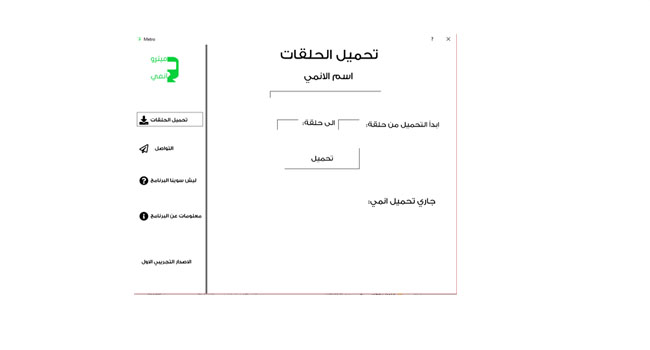 Metro
? ×
ميترو
انمي
تحميل الحلقات
التواصل
ليش سوينا البرنامج
معلومات عن البرنامج
الاصدار التجريبي الاول
تحميل الحلقات
اسم الانمي
ابدأ التحميل من حلقة: الى حلقة:
تحميل
جاري تحميل انمي: